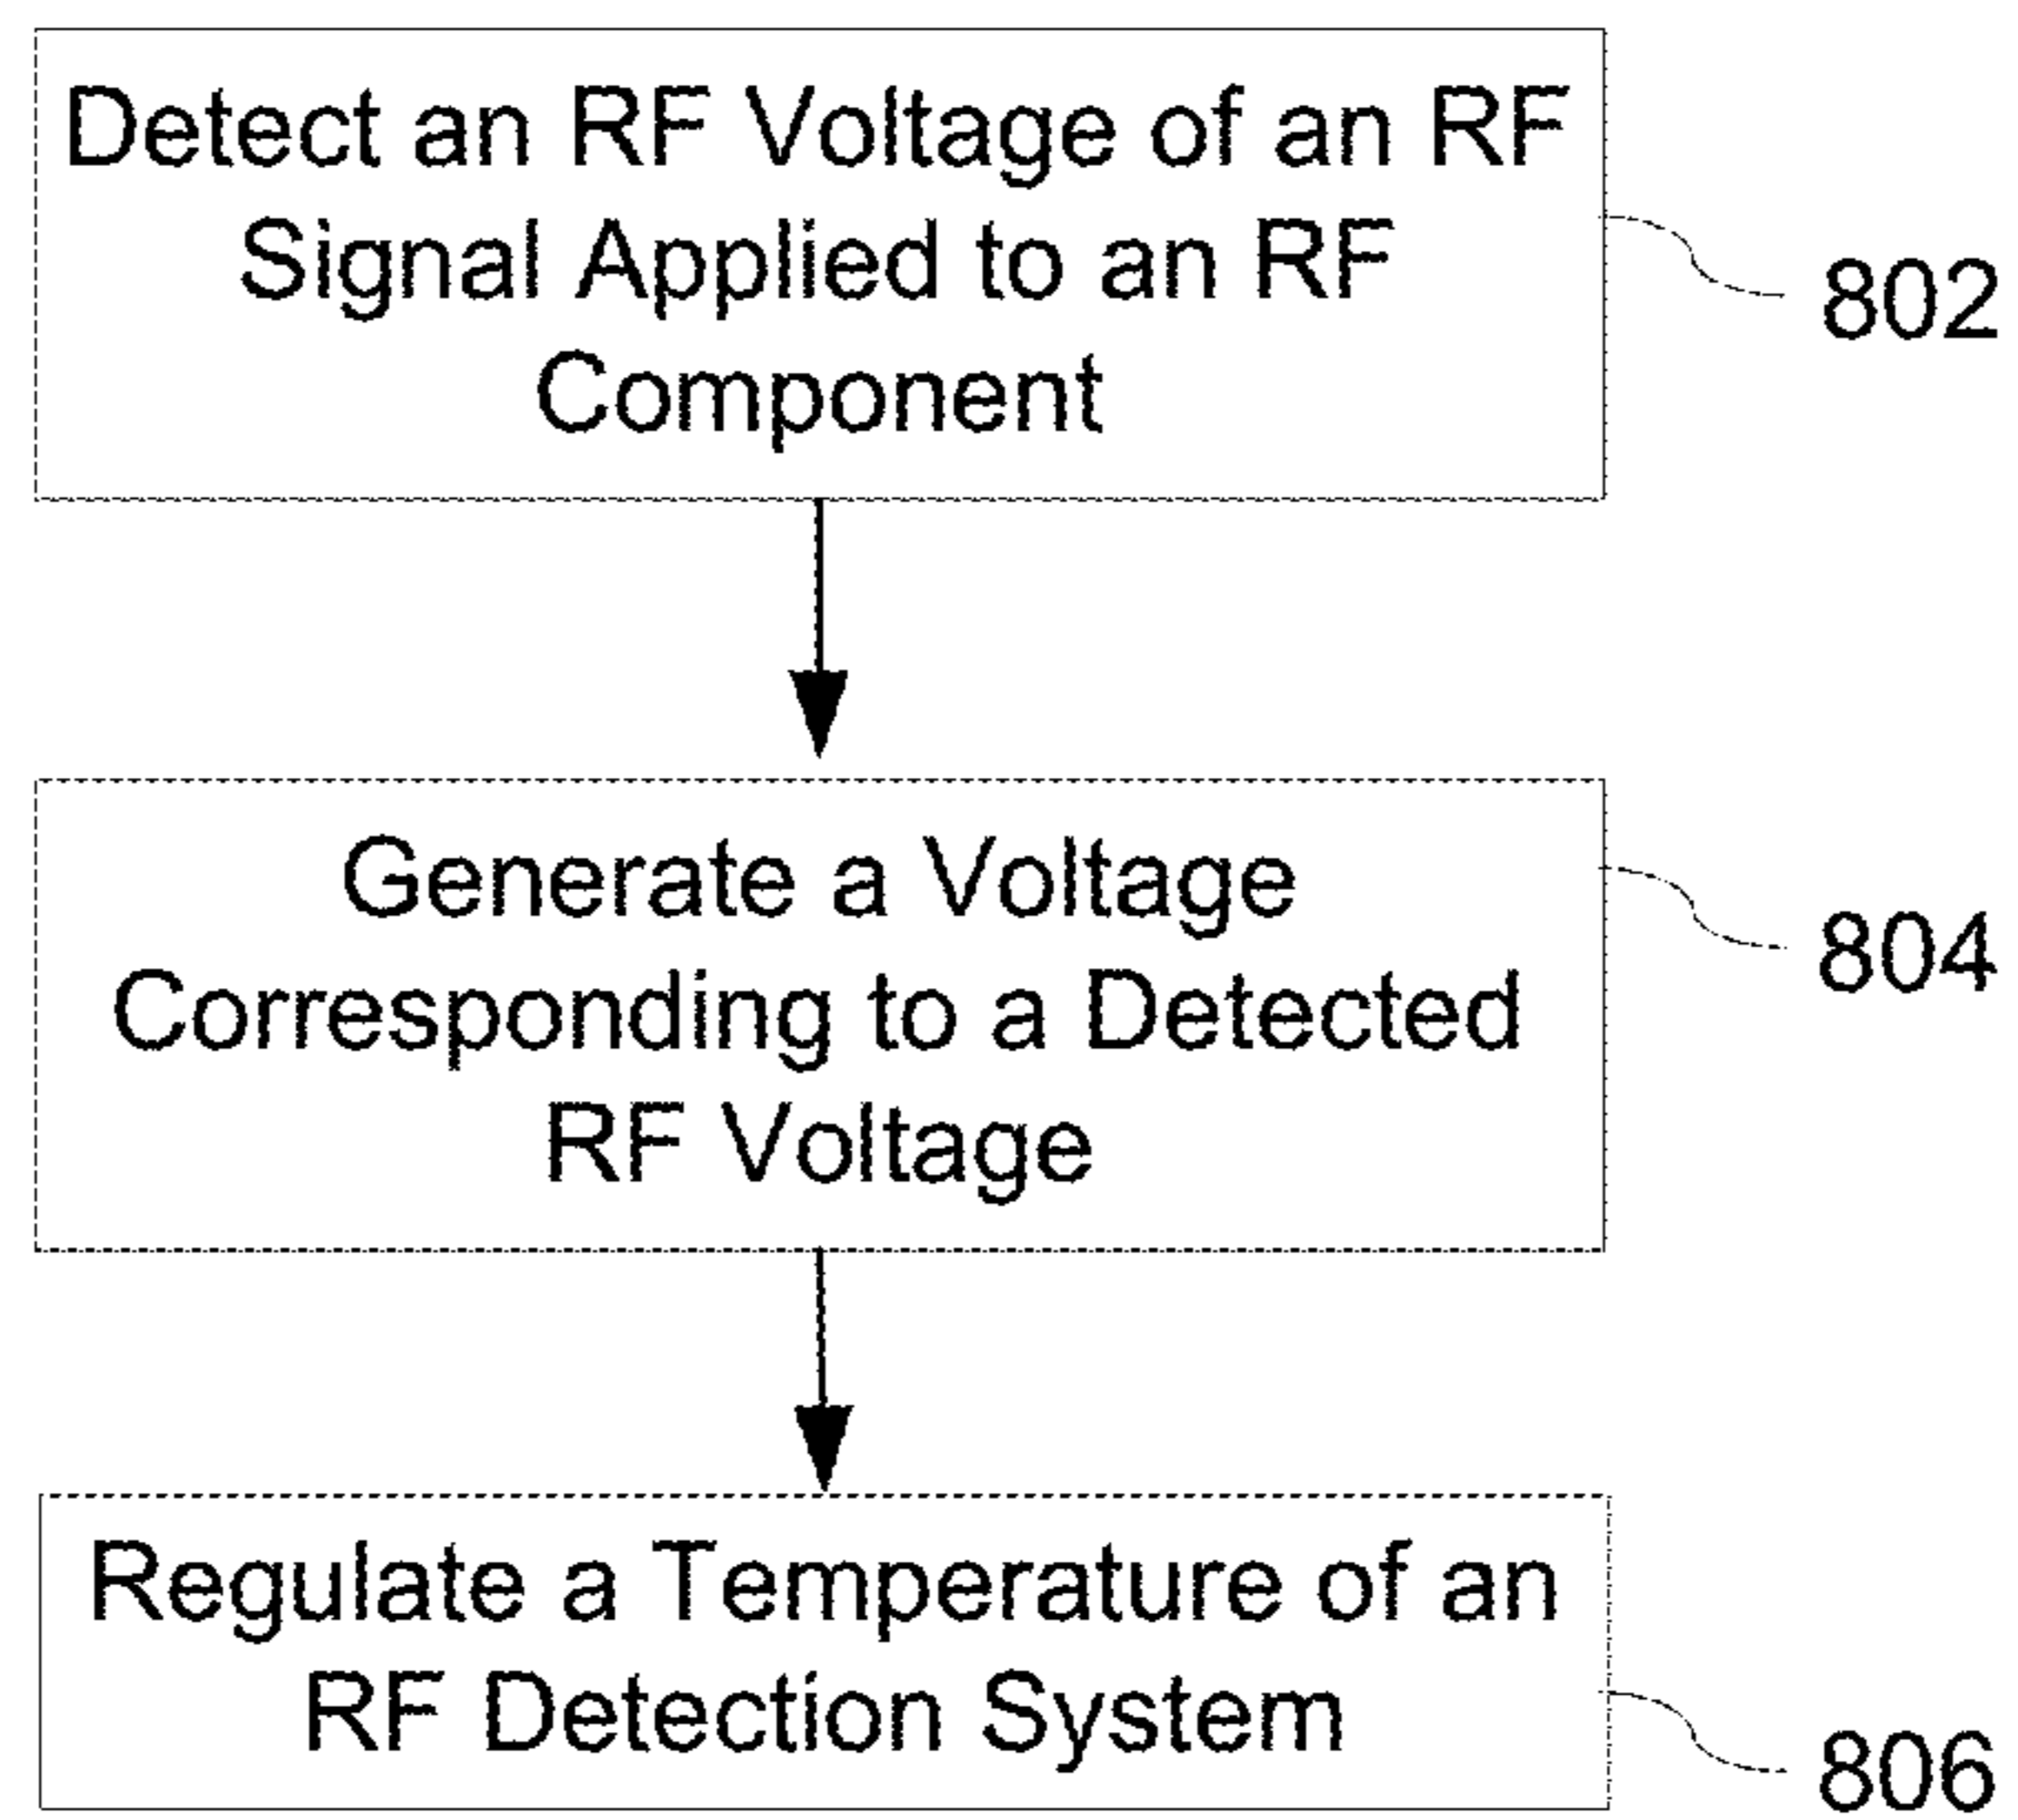 Detect an RF Voltage of an RF
Signal Applied to an RF
Component
802
Generate a Voltage
Corresponding to a Detected
RF Voltage
804
Regulate a Temperature of an
RF Detection System
806